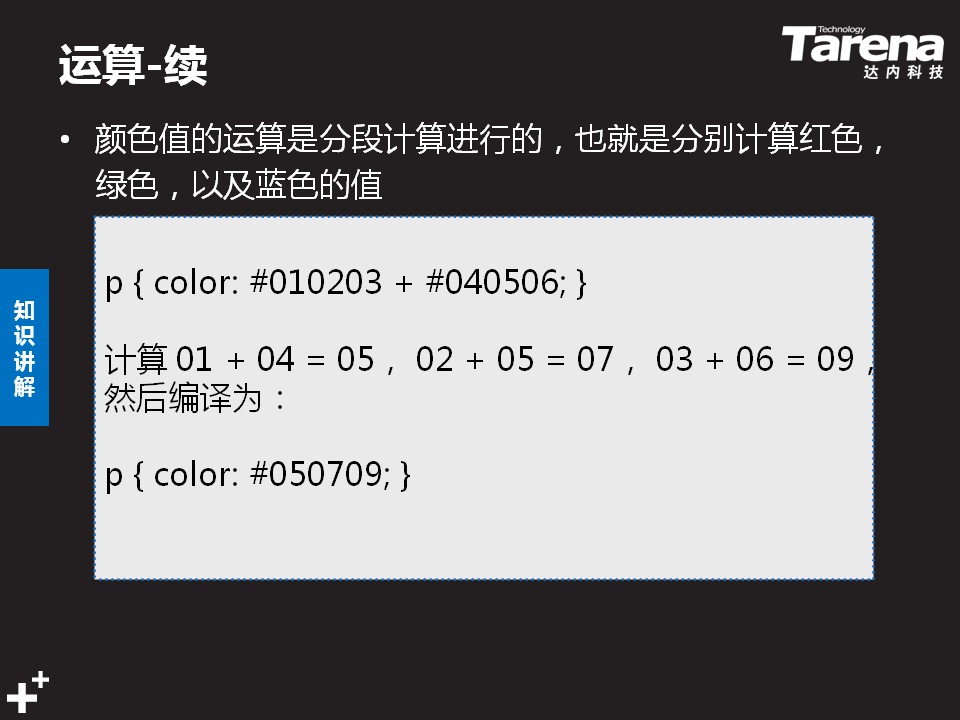 运算-续
Technology
Tarena
达内科技
• 颜色值的运算是分段计算进行的，也就是分别计算红色，
绿色，以及蓝色的值
知识讲解
p { color: #010203 + #040506; }
计算 01 + 04 = 05， 02 + 05 = 07， 03 + 06 = 09，
然后编译为：
p { color: #050709; }